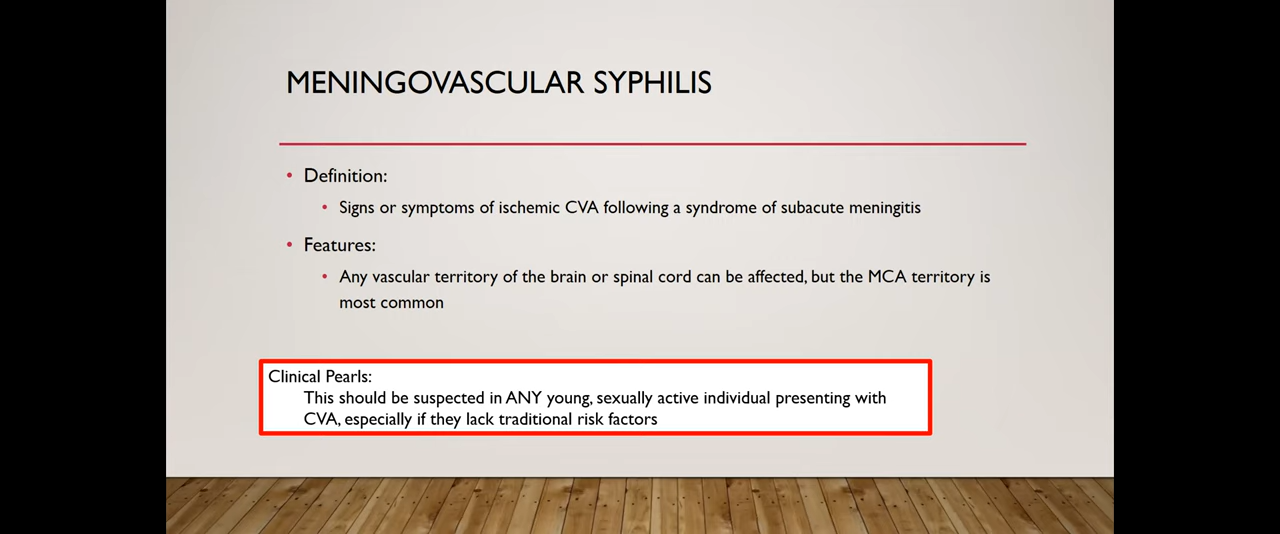 MENINGOVASCULAR SYPHILIS
• Definition:
• Signs or symptoms of ischemic CVA following a syndrome of subacute meningitis
• Features:
• Any vascular territory of the brain or spinal cord can be affected, but the MCA territory is
most common
Clinical Pearls:
This should be suspected in ANY young, sexually active individual presenting with
CVA, especially if they lack traditional risk factors